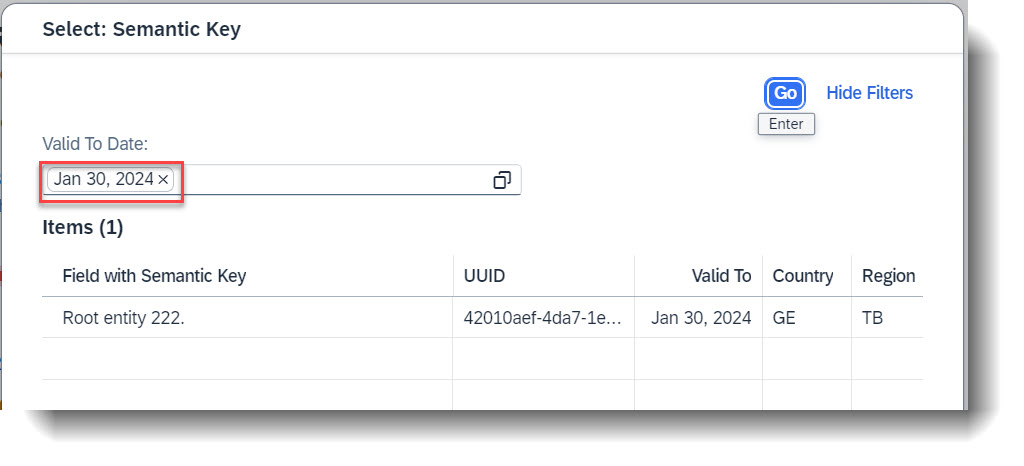 Select: Semantic Key
Go Hide Filters
Enter
Valid To Date:
Jan 30, 2024 ×
Items (1)
Field with Semantic Key UUID Valid To Country Region
Root entity 222. 42010aef-4da7-1e... Jan 30, 2024 GE TB